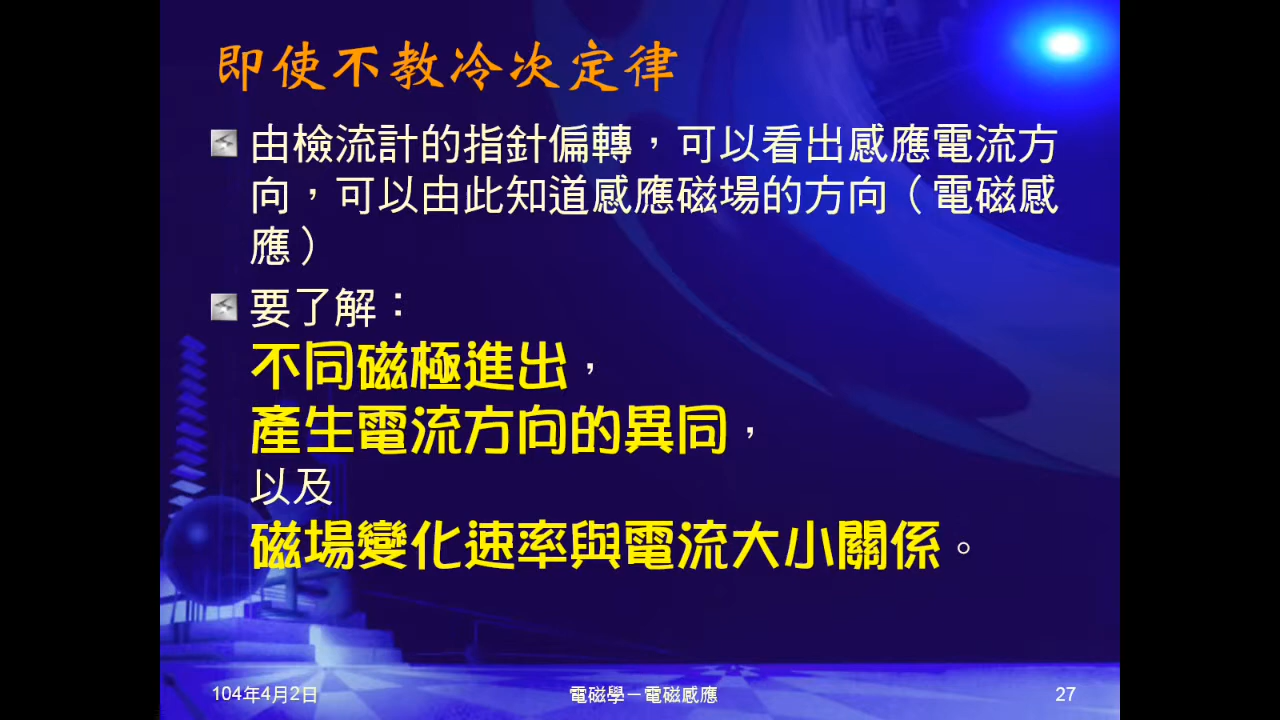 即使不教冷次定律
由檢流計的指針偏轉，可以看出感應電流方
向，可以由此知道感應磁場的方向（電磁感
應）
要了解：
不同磁極進出，
產生電流方向的異同，
以及
磁場變化速率與電流大小關係。
104年4月2日
電磁學－電磁感應
27